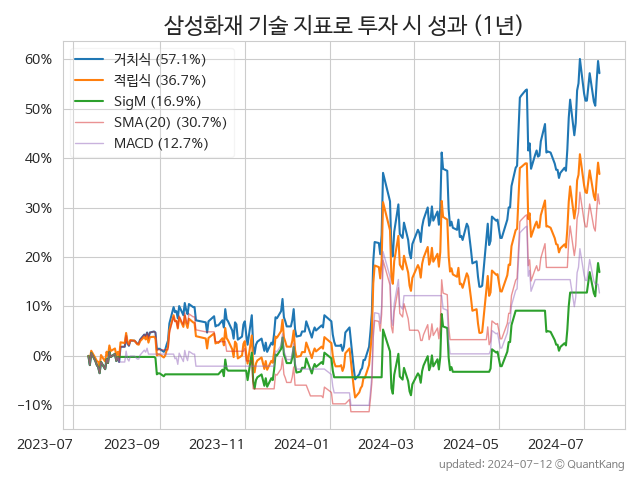 삼성화재 기술 지표로 투자 시 성과 (1년)
거치식 (57.1%)
적립식 (36.7%)
SigM (16.9%)
SMA(20) (30.7%)
MACD (12.7%)
60%
50%
40%
30%
20%
10%
0%
−10%
2023-07 2023-09 2023-11 2024-01 2024-03 2024-05 2024-07
updated: 2024-07-12 © QuantKang